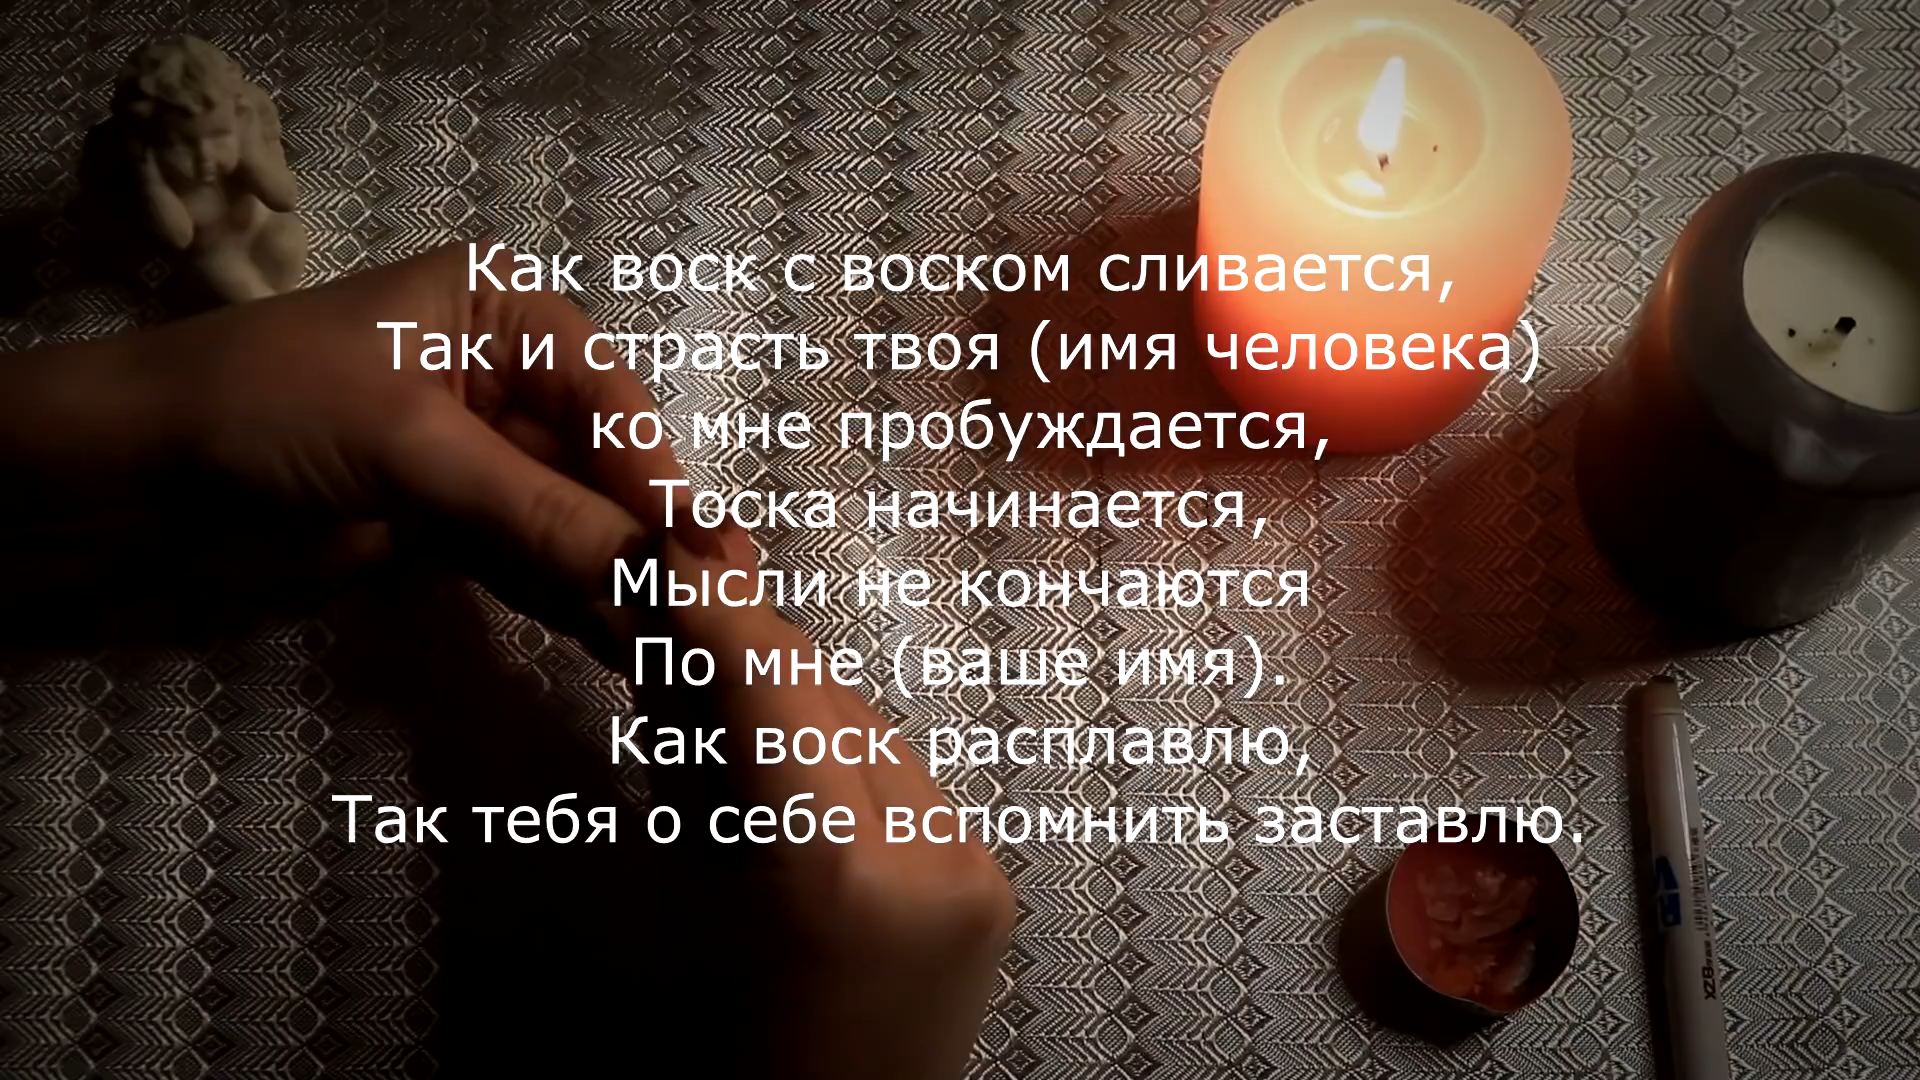 Как воск с воском сливается,
Так и страсть твоя (имя человека)
ко мне пробуждается,
Тоска начинается,
Мысли не кончаются
По мне (ваше имя).
Как воск расплавлю,
Так тебя о себе вспомнить заставлю.